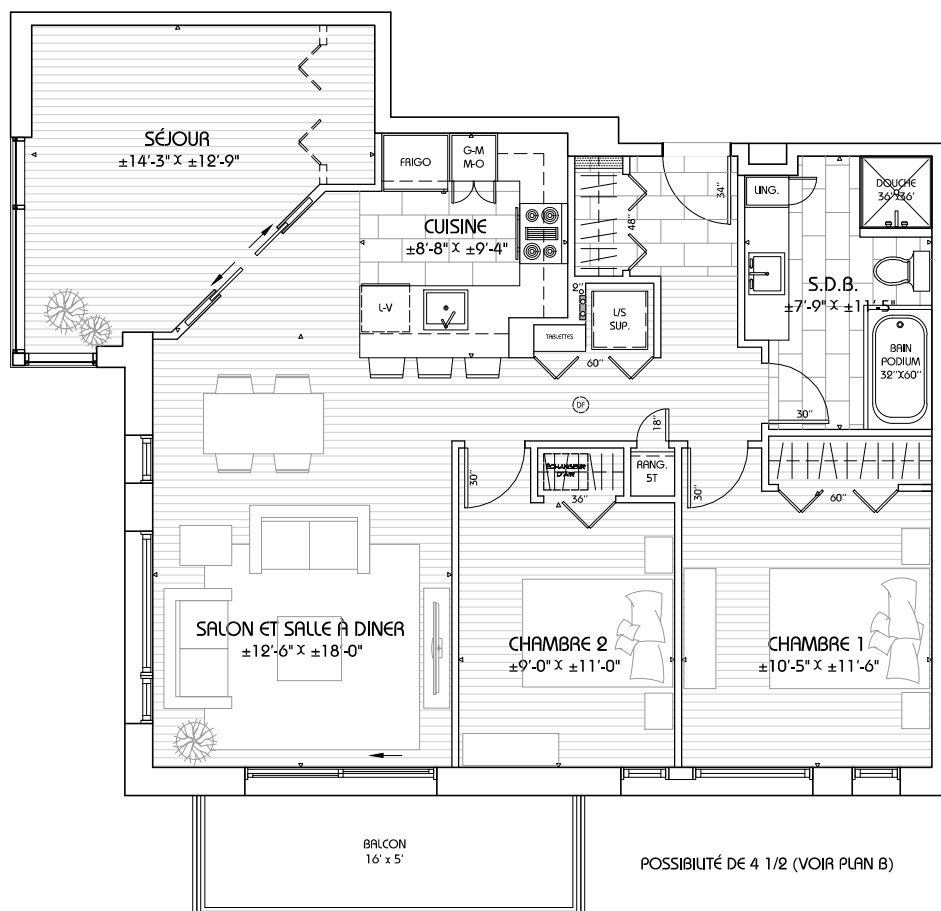 SÉJOUR
±14'-3" X ±12'-9"
FRIGO
G-M
M-O
CUISINE
±8'-8" X ±9'-4"
L-V
48"
34"
LING.
DOUCHE
36"X36'
S.D.B.
±7'-9" X ±11'-5"
L/S
SUP.
TABLETTES
60"
BAIN
PODIUM
32"X60"
30"
DF
18"
30"
ÉCHANGEUR
D'AIR
36"
RANG.
5T
30"
60"
SALON ET SALLE À DINER
±12'-6" X ±18'-0"
CHAMBRE 2
±9'-0" X ±11'-0"
CHAMBRE 1
±10'-5" X ±11'-6"
BALCON
16' x 5'
POSSIBILITÉ DE 4 1/2 (VOIR PLAN B)